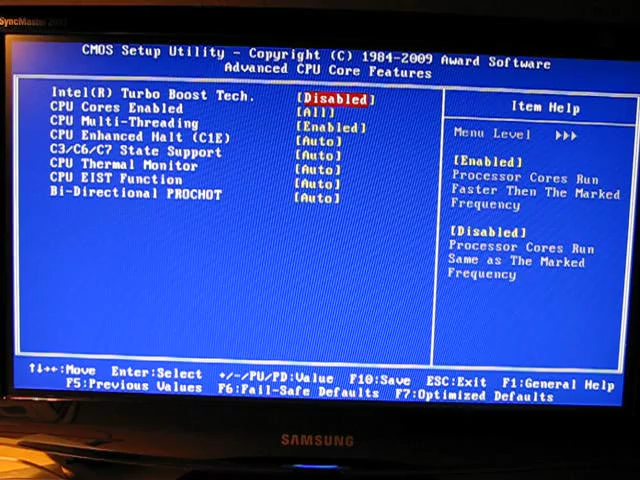 SyncMaster
CMOS Setup Utility - Copyright (C) 1984-2009 Award Software
Advanced CPU Core Features
Intel(R) Turbo Boost Tech. [Disabled]
CPU Cores Enabled [All]
CPU Multi-Threading [Enabled]
CPU Enhanced Halt (C1E) [Auto]
C3/C6/C7 State Support [Auto]
CPU Thermal Monitor [Auto]
CPU EIST Function [Auto]
Bi-Directional PROCHOT [Auto]
Item Help
Menu Level ►►►
[Enabled]
Processor Cores Run
Faster Then The Marked
Frequency
[Disabled]
Processor Cores Run
Same as The Marked
Frequency
↑↓→←:Move Enter:Select +/-/PU/PD:Value F10:Save ESC:Exit F1:General Help
F5:Previous Values F6:Fail-Safe Defaults F7:Optimized Defaults
SAMSUNG